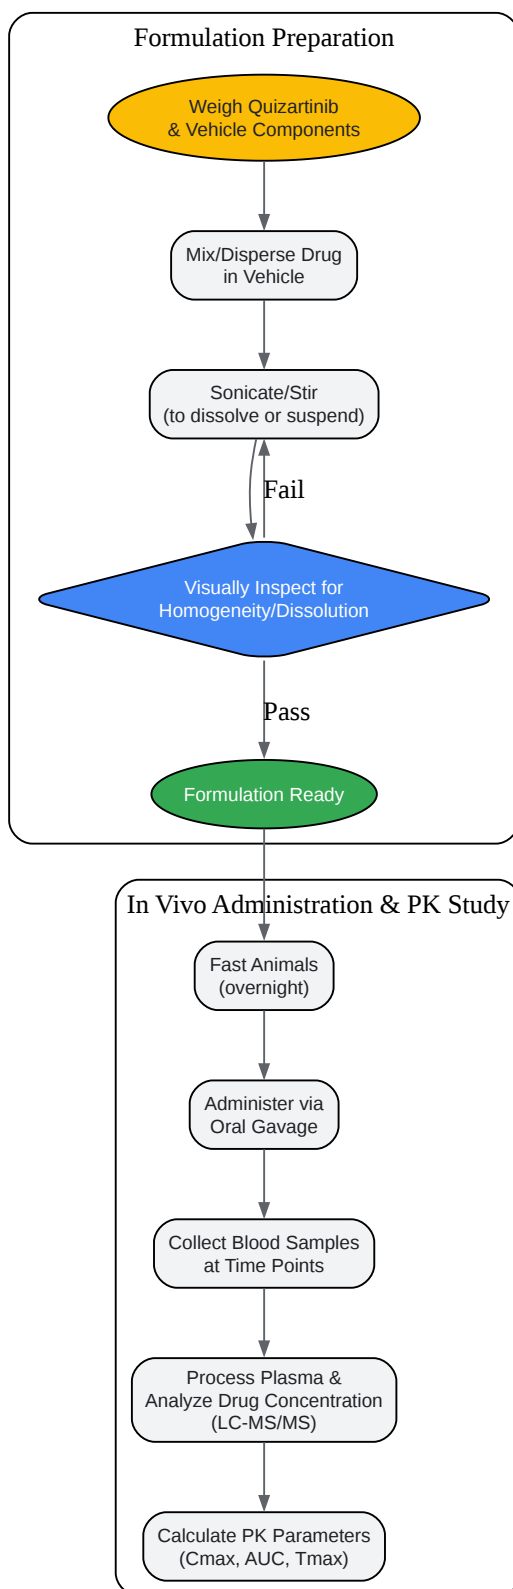 Formulation Preparation
Weigh Quizartinib
& Vehicle Components
Mix/Disperse Drug
in Vehicle
Sonicate/Stir
(to dissolve or suspend)
Fail
Visually Inspect for
Homogeneity/Dissolution
Pass
Formulation Ready
In Vivo Administration & PK Study
Fast Animals
(overnight)
Administer via
Oral Gavage
Collect Blood Samples
at Time Points
Process Plasma &
Analyze Drug Concentration
(LC-MS/MS)
Calculate PK Parameters
(Cmax, AUC, Tmax)